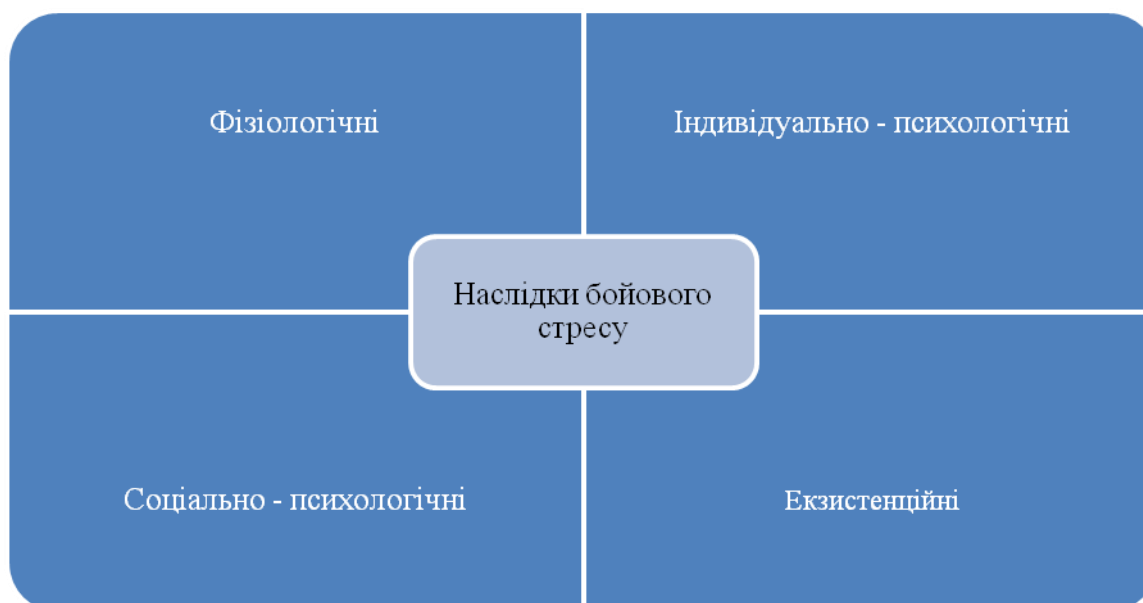 Фізіологічні
Індивідуально - психологічні
Наслідки бойового
стресу
Соціально - психологічні
Екзистенційні